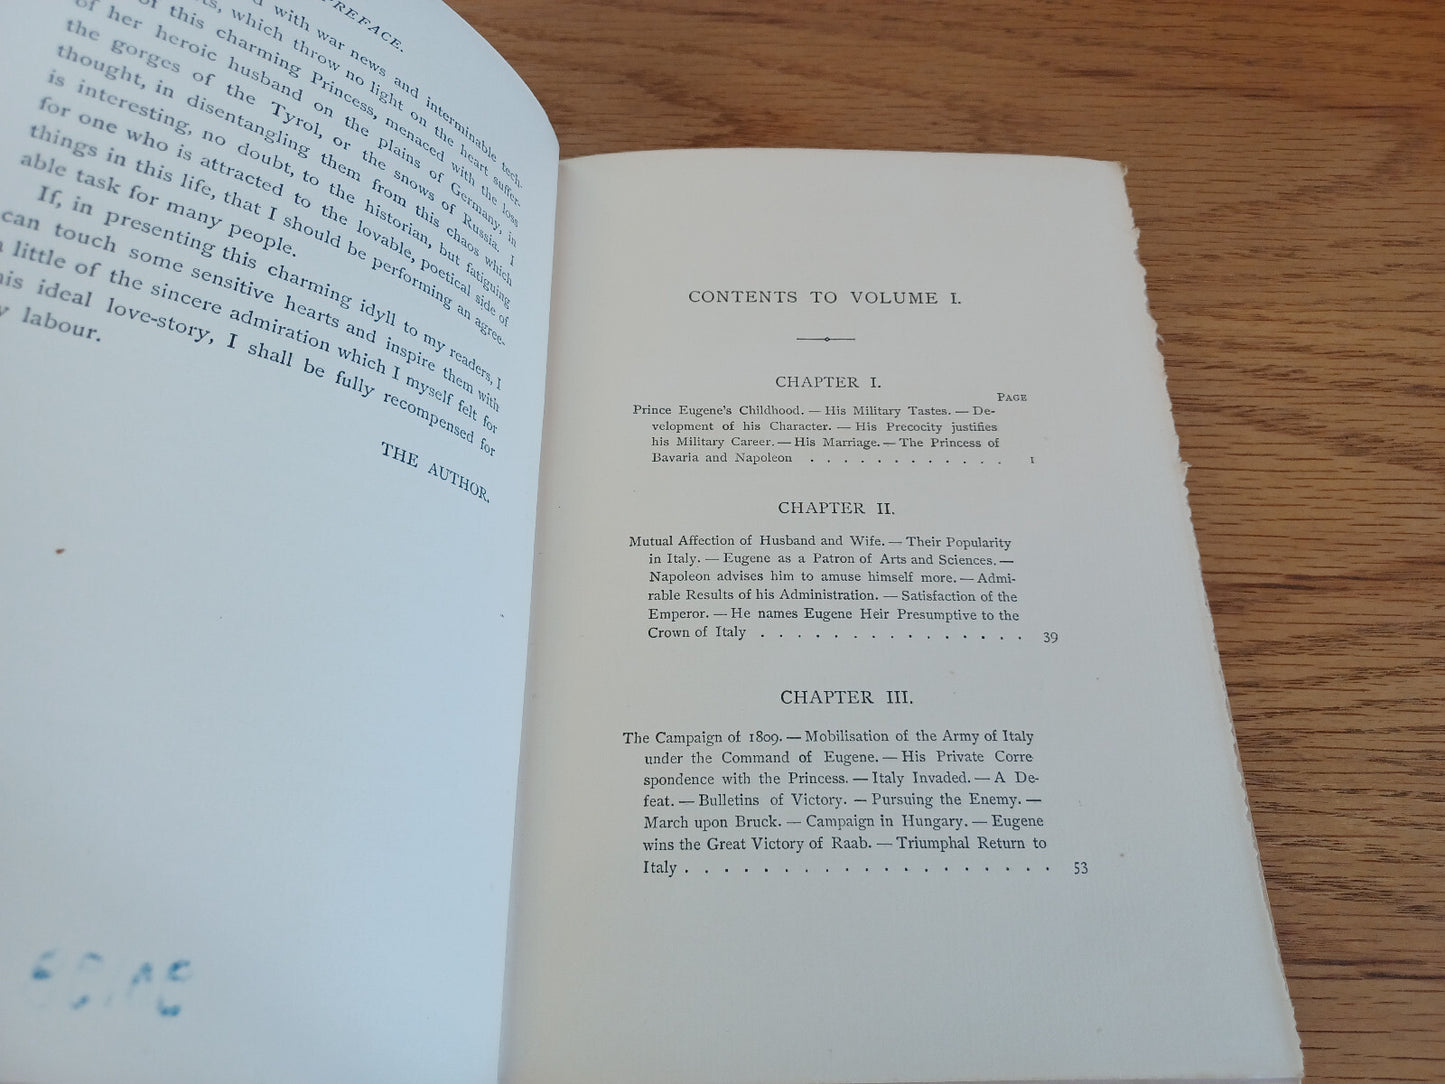 PREFACE.
with war news and interminable tech-
which throw no light on the heart suffer-
of this charming Princess, menaced with the loss
of her heroic husband on the plains of Germany, in
the gorges of the Tyrol, or the snows of Russia. I
thought, in disentangling them from this chaos which
is interesting, no doubt, to the historian, but fatiguing
for one who is attracted to the lovable, poetical side of
things in this life, that I should be performing an agree-
able task for many people.
If, in presenting this charming idyll to my readers, I
can touch some sensitive hearts and inspire them with
little of the sincere admiration which I myself felt for
ideal love-story, I shall be fully recompensed for
labour.
THE AUTHOR.
CONTENTS TO VOLUME I.
CHAPTER I.
PAGE
Prince Eugene's Childhood. — His Military Tastes. — De-
velopment of his Character. — His Precocity justifies
his Military Career. — His Marriage. — The Princess of
Bavaria and Napoleon . . . . . . . . . . . . 1
CHAPTER II.
Mutual Affection of Husband and Wife. — Their Popularity
in Italy. — Eugene as a Patron of Arts and Sciences. —
Napoleon advises him to amuse himself more. — Admi-
rable Results of his Administration. — Satisfaction of the
Emperor. — He names Eugene Heir Presumptive to the
Crown of Italy . . . . . . . . . . . . . . . 39
CHAPTER III.
The Campaign of 1809. — Mobilisation of the Army of Italy
under the Command of Eugene. — His Private Corre
spondence with the Princess. — Italy Invaded. — A De-
feat. — Bulletins of Victory. — Pursuing the Enemy. —
March upon Bruck. — Campaign in Hungary. — Eugene
wins the Great Victory of Raab. — Triumphal Return to
Italy . . . . . . . . . . . . . . . . . . . 53